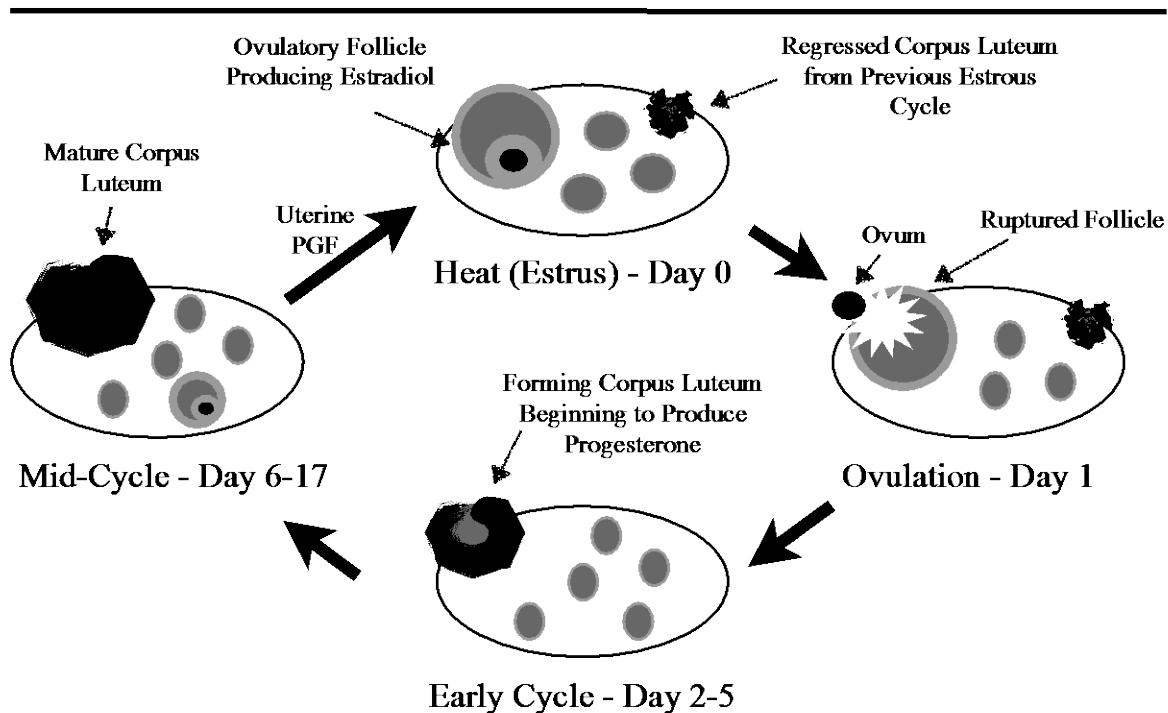 Ovulatory Follicle
Producing Estradiol
Regressed Corpus Luteum
from Previous Estrous
Cycle
Mature Corpus
Luteum
Uterine
PGF
Heat (Estrus) - Day 0
Ovum
Ruptured Follicle
Forming Corpus Luteum
Beginning to Produce
Progesterone
Mid-Cycle - Day 6-17
Ovulation - Day 1
Early Cycle - Day 2-5